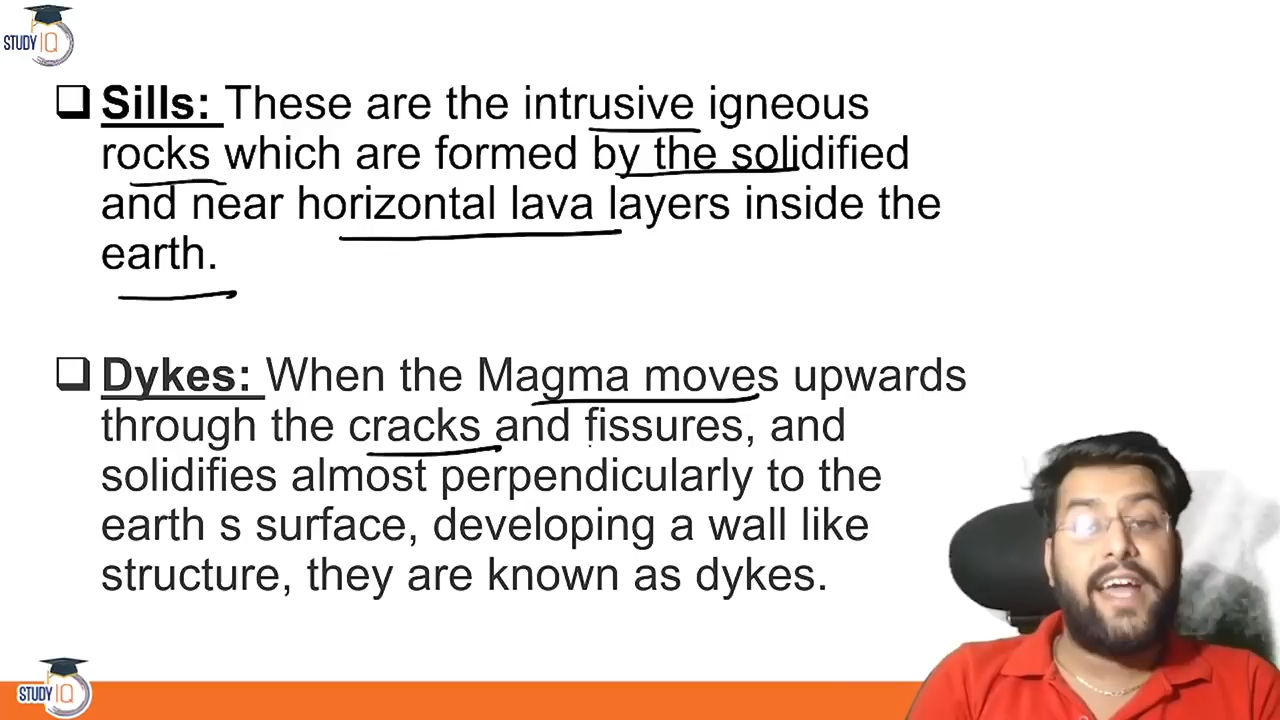 STUDY IQ
Sills: These are the intrusive igneous
rocks which are formed by the solidified
and near horizontal lava layers inside the
earth.
Dykes: When the Magma moves upwards
through the cracks and fissures, and
solidifies almost perpendicularly to the
earth s surface, developing a wall like
structure, they are known as dykes.
STUDY IQ